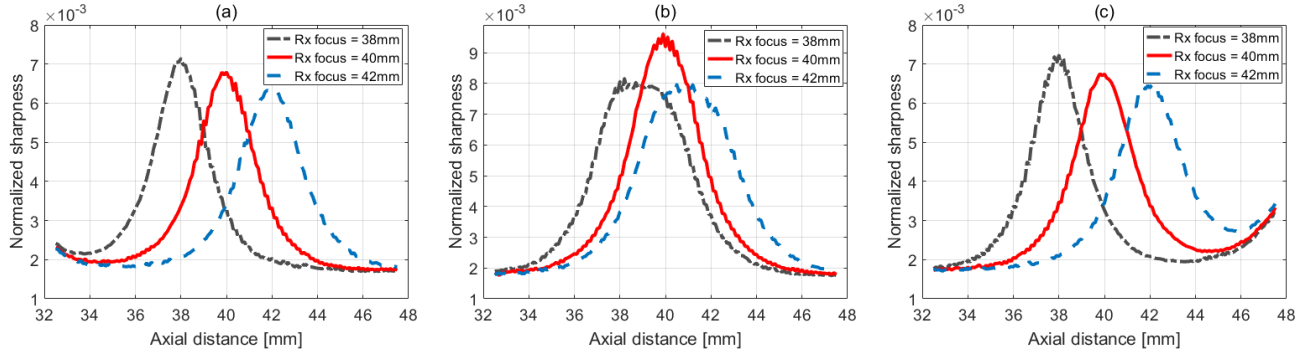 (a)
×10⁻³
Normalized sharpness
8
7
6
5
4
3
2
1
Rx focus = 38mm
Rx focus = 40mm
Rx focus = 42mm
32 34 36 38 40 42 44 46 48
Axial distance [mm]
(b)
×10⁻³
Normalized sharpness
9
8
7
6
5
4
3
2
1
Rx focus = 38mm
Rx focus = 40mm
Rx focus = 42mm
32 34 36 38 40 42 44 46 48
Axial distance [mm]
(c)
×10⁻³
Normalized sharpness
8
7
6
5
4
3
2
1
Rx focus = 38mm
Rx focus = 40mm
Rx focus = 42mm
32 34 36 38 40 42 44 46 48
Axial distance [mm]